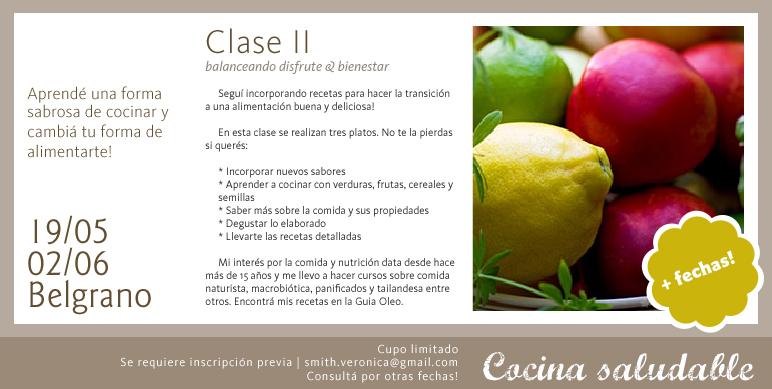 Aprendé una forma
sabrosa de cocinar y
cambiá tu forma de
alimentarte!
19/05
02/06
Belgrano
Clase II
balanceando disfrute & bienestar
Seguí incorporando recetas para hacer la transición
a una alimentación buena y deliciosa!
En esta clase se realizan tres platos. No te la pierdas
si querés:
* Incorporar nuevos sabores
* Aprender a cocinar con verduras, frutas, cereales y
semillas
* Saber más sobre la comida y sus propiedades
* Degustar lo elaborado
* Llevarte las recetas detalladas
Mi interés por la comida y nutrición data desde hace
más de 15 años y me llevo a hacer cursos sobre comida
naturista, macrobiótica, panificados y tailandesa entre
otros. Encontrá mis recetas en la Guia Oleo.
+ fechas!
Cupo limitado
Se requiere inscripción previa | smith.veronica@gmail.com
Consultá por otras fechas!
Cocina saludable